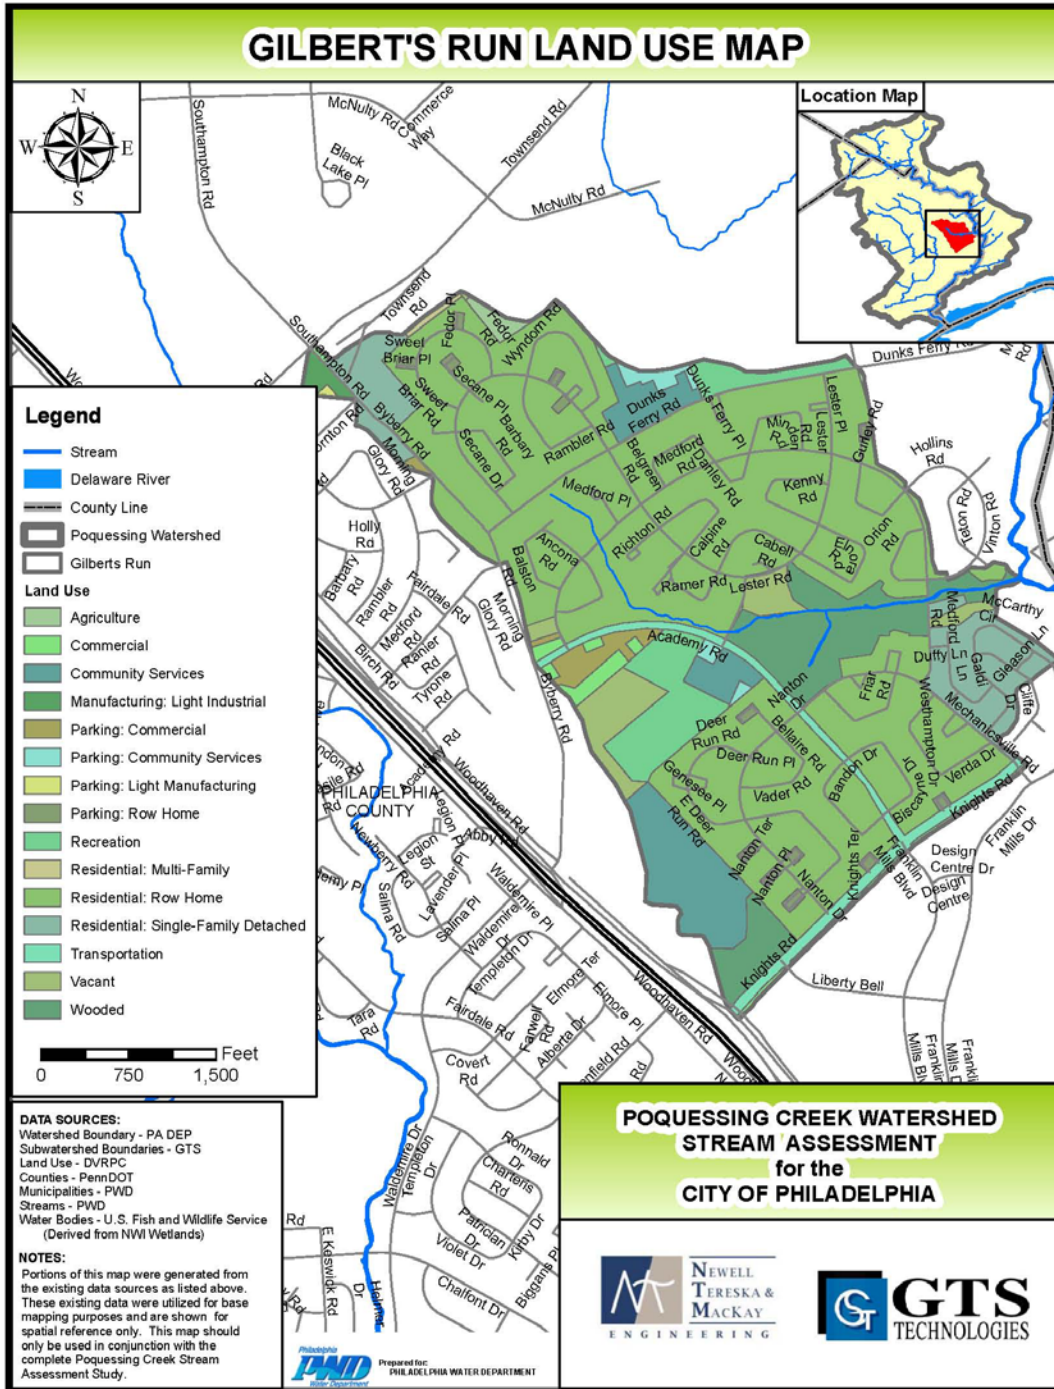 GILBERT'S RUN LAND USE MAP
N
W
E
S
Location Map
McNulty Rd
Commerce
Way
Townsend Rd
Southampton Rd
Black
Lake Pl
McNulty Rd
Townsend
Rd
Southampton Rd
Sweet
Briar Pl
Fedor Pl
Fedor
Rd
Wyndom Rd
Secane Pl
Sweet
Briar Rd
Barbary
Rd
Secane Dr
Byberry Rd
Morning
Glory Rd
Rambler Rd
Dunks
Ferry Rd
Dunks Ferry Pl
Dunks Ferry
Belgreen
Rd
Medford
Rd
Danley Rd
Minden
Rd
Lester Pl
Lester
Gurley Rd
Hollins
Rd
Teton Rd
Vinton Rd
Medford Pl
Kenny
Rd
Richton Rd
Calpine
Rd
Cabell
Rd
Elnora
Rd
Orion Rd
Ancona
Rd
Balston
Rd
Ramer Rd
Lester Rd
Holly
Rd
Barbary
Rd
Rambler
Rd
Fairdale Rd
Medford
Rd
Ranier
Rd
Birch Rd
Tyrone
Rd
Morning
Glory Rd
Byberry Rd
Academy Rd
Nanton
Dr
McCarthy
Cir
Medford
Rd
Duffy Ln
Galdi
Ln
Gleason Ln
Cliffe
Dr
Friar
Rd
Westhampton Dr
Mechanicsville Rd
Verda Dr
Knights Rd
Deer
Run Rd
Bellaire Rd
Deer Run Pl
Bandon Dr
Biscayne Dr
Genesee Pl
Vader Rd
E Deer
Run Rd
Nanton Ter
Nanton Pl
Nanton Dr
Knights Ter
Franklin
Mills Blvd
Franklin
Mills Dr
Design
Centre Dr
Design
Centre
Knights Rd
Liberty Bell
Franklin
Mills Blv
Franklin
Mills D
Academy Rd
Woodhaven Rd
PHILADELPHIA
COUNTY
Legion Pl
Abby Rd
Legion
St
Newberry Rd
Lavender Pl
Salina
Rd
Salina Pl
Waldemire Pl
Waldemire
Dr
Templeton Dr
Elmore Ter
Elmore Pl
Woodhaven Rd
Tara
Rd
Fairdale Rd
Farwell
Rd
Alberta Dr
Covert
Rd
enfield Rd
Rd
Waldemire Dr
Templeton
Dr
Ronnald
Dr
Charteris
Rd
Patrician
Dr
Kirby Dr
Violet Dr
Chalfont Dr
Biggans Pl
Rd
E Keswick Rd
Dr
Legend
Stream
Delaware River
County Line
Poquessing Watershed
Gilberts Run
Land Use
Agriculture
Commercial
Community Services
Manufacturing: Light Industrial
Parking: Commercial
Parking: Community Services
Parking: Light Manufacturing
Parking: Row Home
Recreation
Residential: Multi-Family
Residential: Row Home
Residential: Single-Family Detached
Transportation
Vacant
Wooded
Feet
0 750 1,500
DATA SOURCES:
Watershed Boundary - PA DEP
Subwatershed Boundaries - GTS
Land Use - DVRPC
Counties - PennDOT
Municipalities - PWD
Streams - PWD
Water Bodies - U.S. Fish and Wildlife Service
(Derived from NWI Wetlands)
NOTES:
Portions of this map were generated from
the existing data sources as listed above.
These existing data were utilized for base
mapping purposes and are shown for
spatial reference only. This map should
only be used in conjunction with the
complete Poquessing Creek Stream
Assessment Study.
Philadelphia
PWD
Water Department
Prepared for:
PHILADELPHIA WATER DEPARTMENT
POQUESSING CREEK WATERSHED
STREAM ASSESSMENT
for the
CITY OF PHILADELPHIA
NEWELL
TERESKA &
MACKAY
ENGINEERING
GTS
TECHNOLOGIES